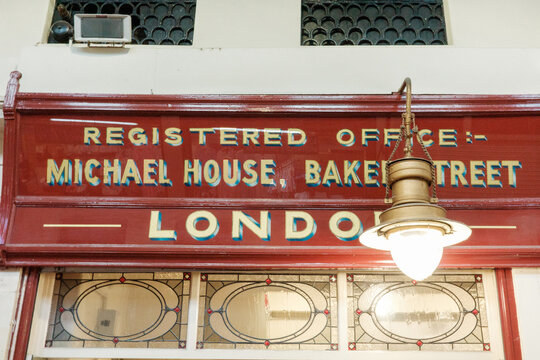 REGISTERED OFFICE:-
MICHAEL HOUSE, BAKER STREET
LONDON